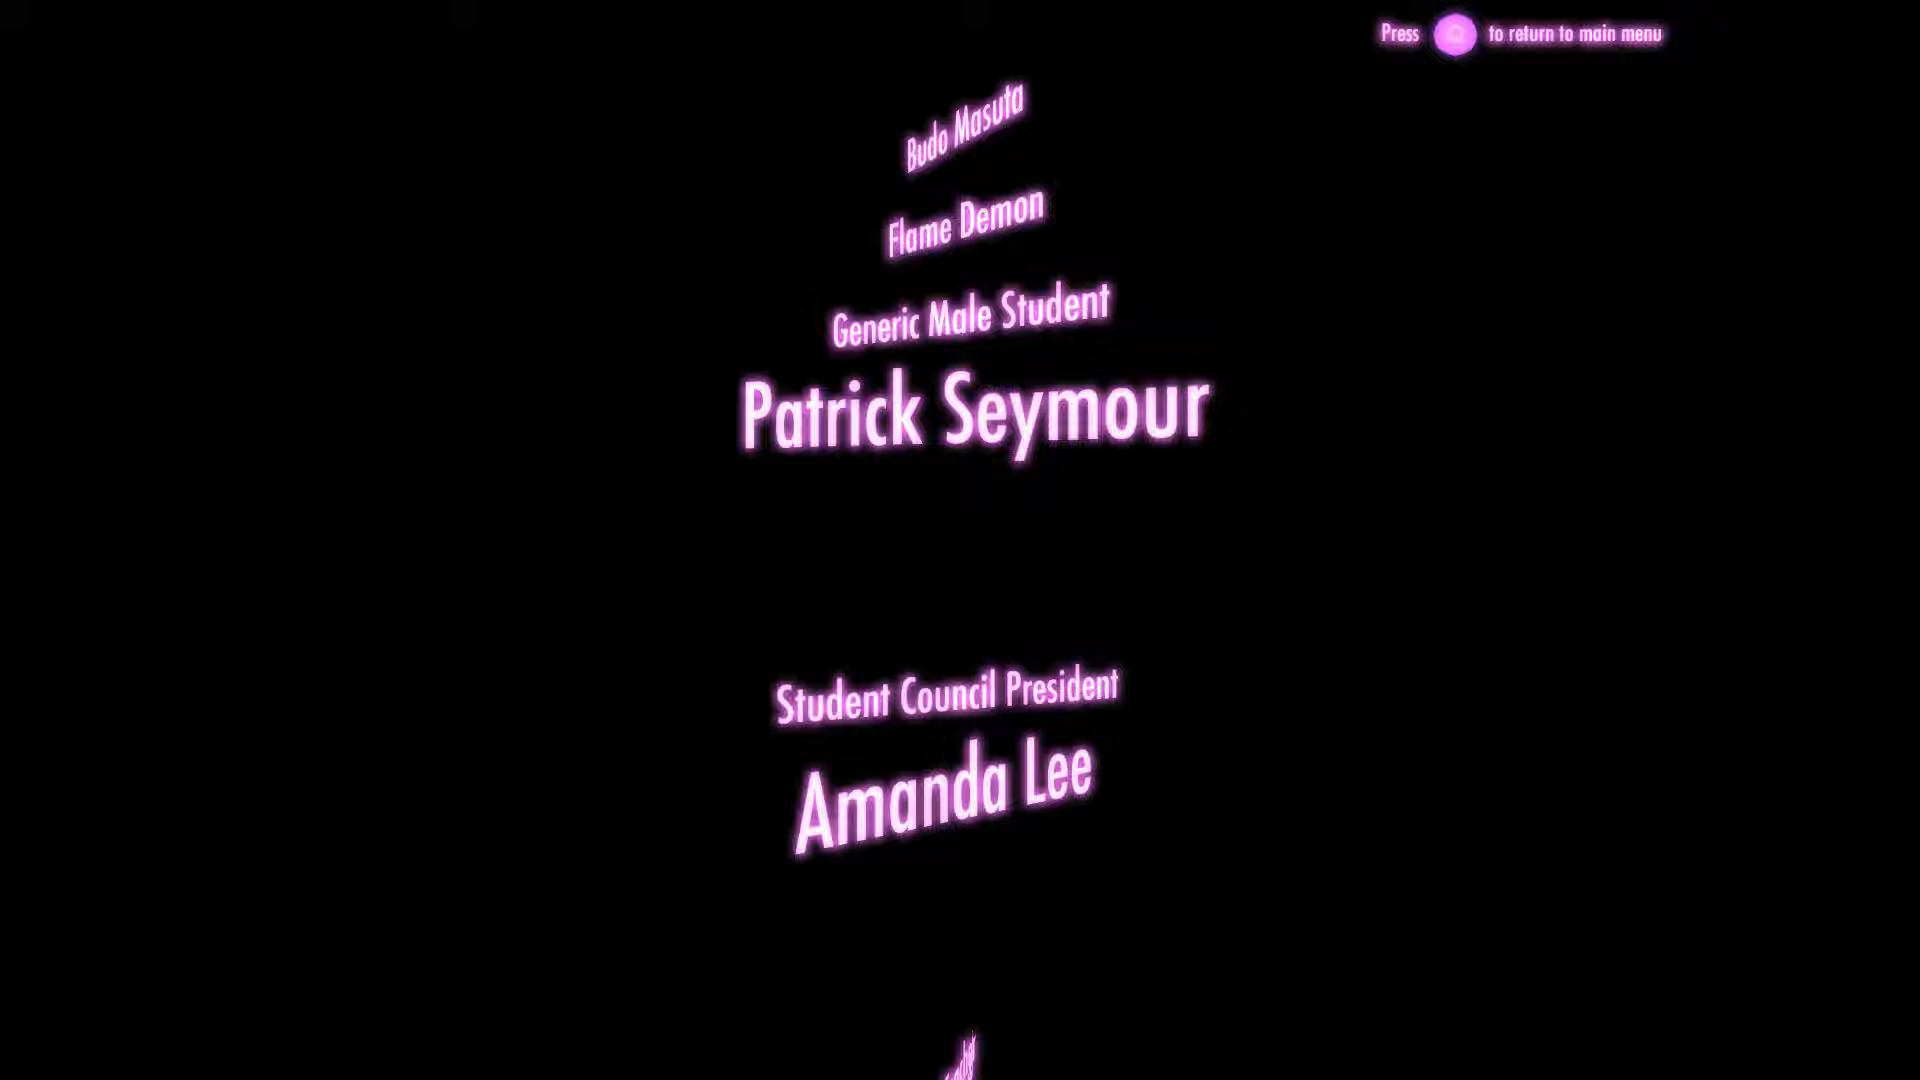 Press Q to return to main menu
Budo Masuta
Flame Demon
Generic Male Student
Patrick Seymour
Student Council President
Amanda Lee